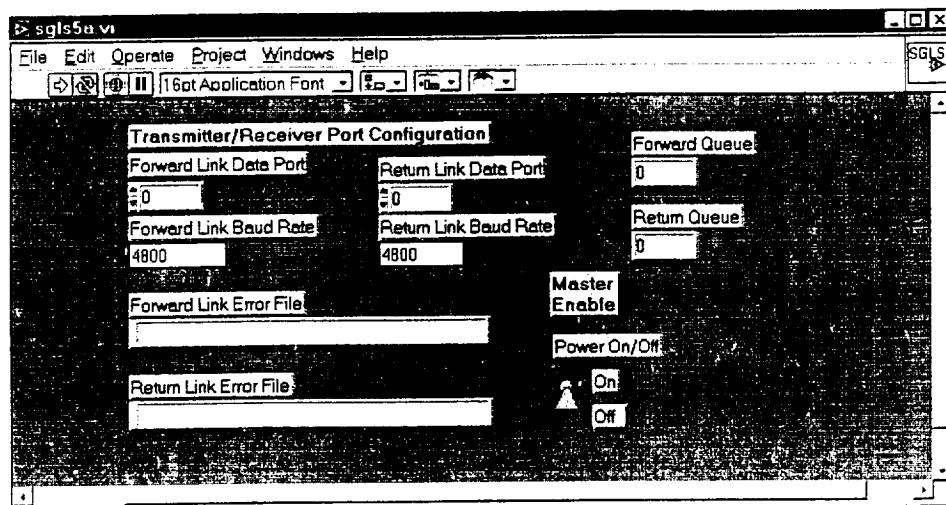 sgls5a.vi
File Edit Operate Project Windows Help
SGLS
16pt Application Font
Transmitter/Receiver Port Configuration
Forward Link Data Port
0
Return Link Data Port
0
Forward Queue
0
Forward Link Baud Rate
4800
Return Link Baud Rate
4800
Return Queue
0
Master
Enable
Forward Link Error File
Power On/Off
On
Off
Return Link Error File